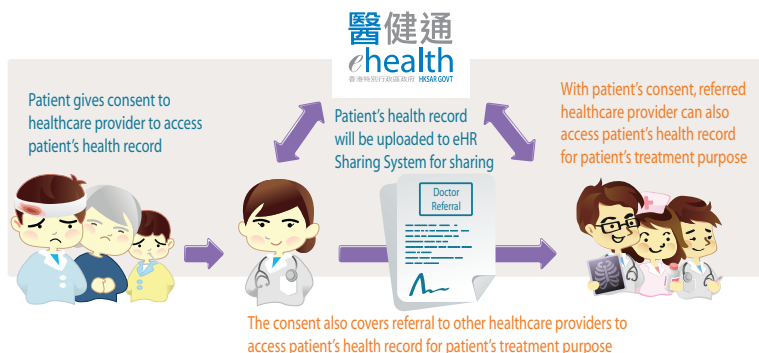 醫健通
ehealth
香港特別行政區政府 HKSAR GOVT
Patient gives consent to
healthcare provider to access
patient's health record
Patient's health record
will be uploaded to eHR
Sharing System for sharing
With patient's consent, referred
healthcare provider can also
access patient's health record
for patient's treatment purpose
Doctor
Referral
The consent also covers referral to other healthcare providers to
access patient's health record for patient's treatment purpose